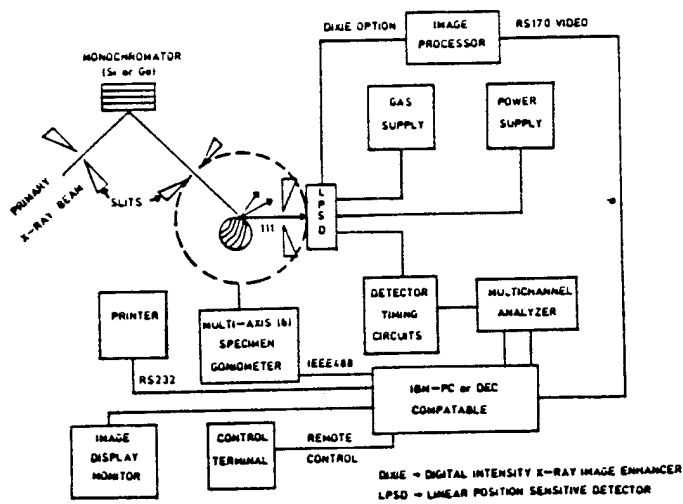 DIXIE OPTION
IMAGE
PROCESSOR
RS170 VIDEO
MONOCHROMATOR
(Si or Ge)
GAS
SUPPLY
POWER
SUPPLY
PRIMARY
X-RAY BEAM
SLITS
111
L
P
S
D
PRINTER
MULTI-AXIS (6)
SPECIMEN
GONIOMETER
DETECTOR
TIMING
CIRCUITS
MULTICHANNEL
ANALYZER
RS232
IEEE488
IBM-PC or DEC
COMPATABLE
IMAGE
DISPLAY
MONITOR
CONTROL
TERMINAL
REMOTE
CONTROL
DIXIE → DIGITAL INTENSITY X-RAY IMAGE ENHANCER
LPSD → LINEAR POSITION SENSITIVE DETECTOR